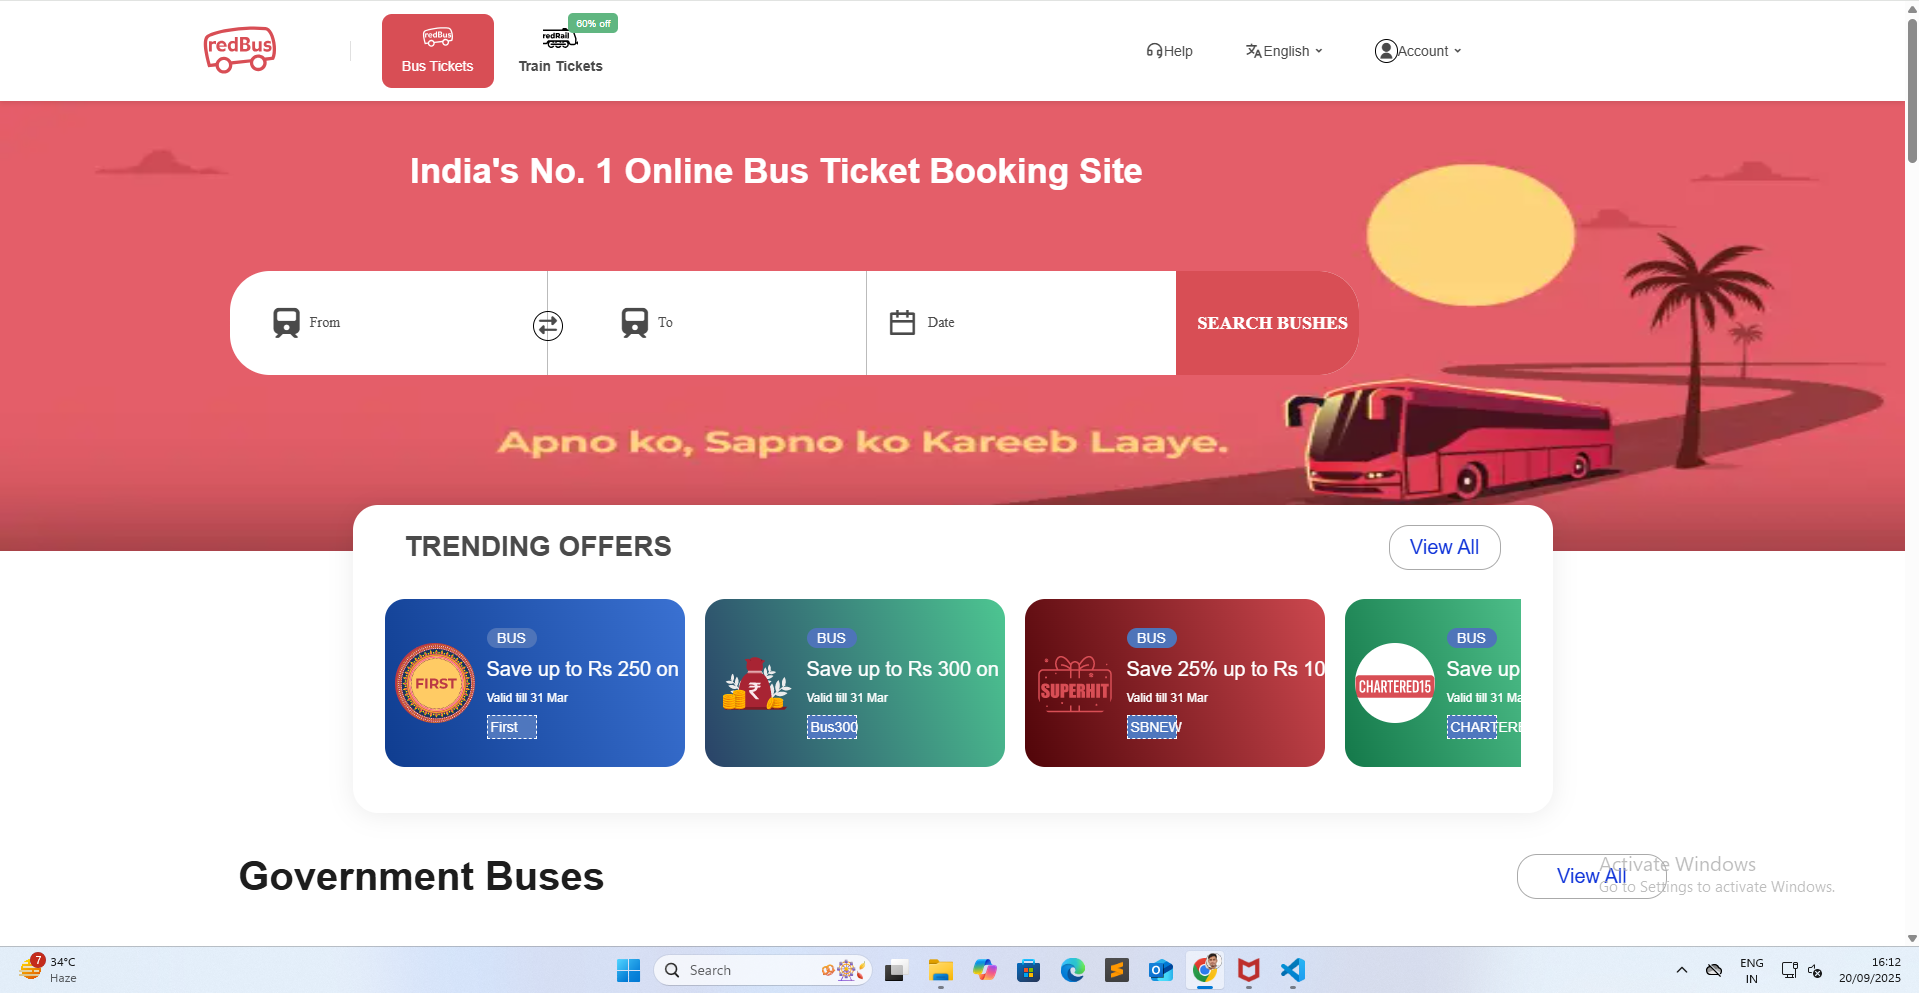 redBus
redBus
Bus Tickets
redRail
60% off
Train Tickets
Help
English
Account
India's No. 1 Online Bus Ticket Booking Site
From
To
Date
SEARCH BUSHES
Apno ko, Sapno ko Kareeb Laaye.
TRENDING OFFERS
View All
FIRST
BUS
Save up to Rs 250 on
Valid till 31 Mar
First
BUS
Save up to Rs 300 on
Valid till 31 Mar
Bus300
SUPERHIT
BUS
Save 25% up to Rs 10
Valid till 31 Mar
SBNEW
CHARTERED15
BUS
Save up
Valid till 31 Ma
CHARTERE
Government Buses
View All
Activate Windows
Go to Settings to activate Windows.
7
34°C
Haze
Search
ENG
IN
16:12
20/09/2025